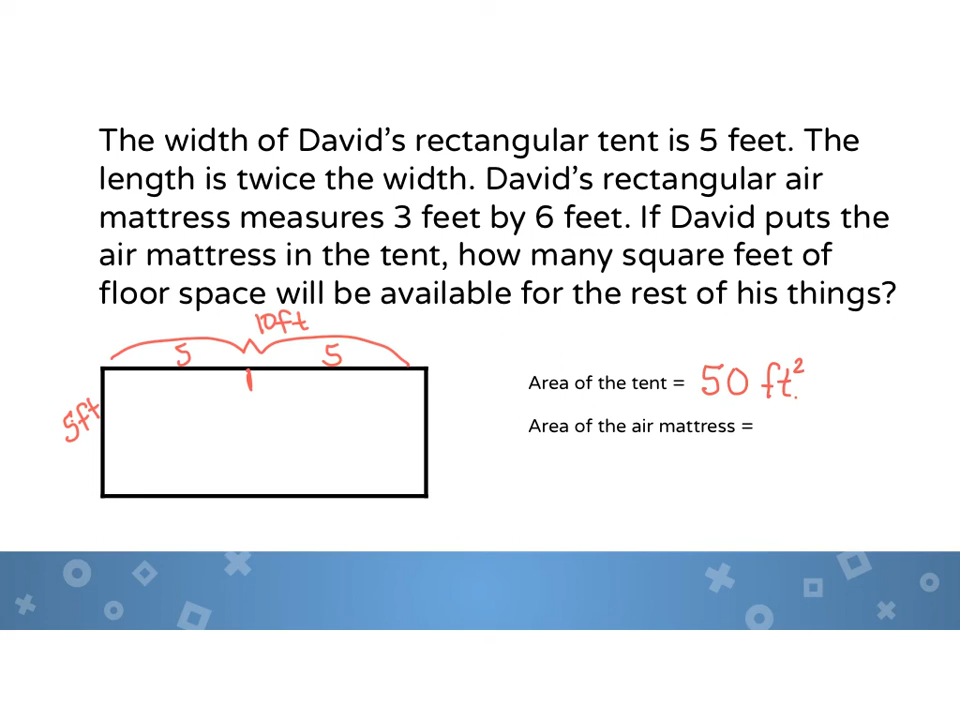 The width of David's rectangular tent is 5 feet. The
length is twice the width. David's rectangular air
mattress measures 3 feet by 6 feet. If David puts the
air mattress in the tent, how many square feet of
floor space will be available for the rest of his things?
10ft
5 5
5ft
Area of the tent = 50 ft²
Area of the air mattress =